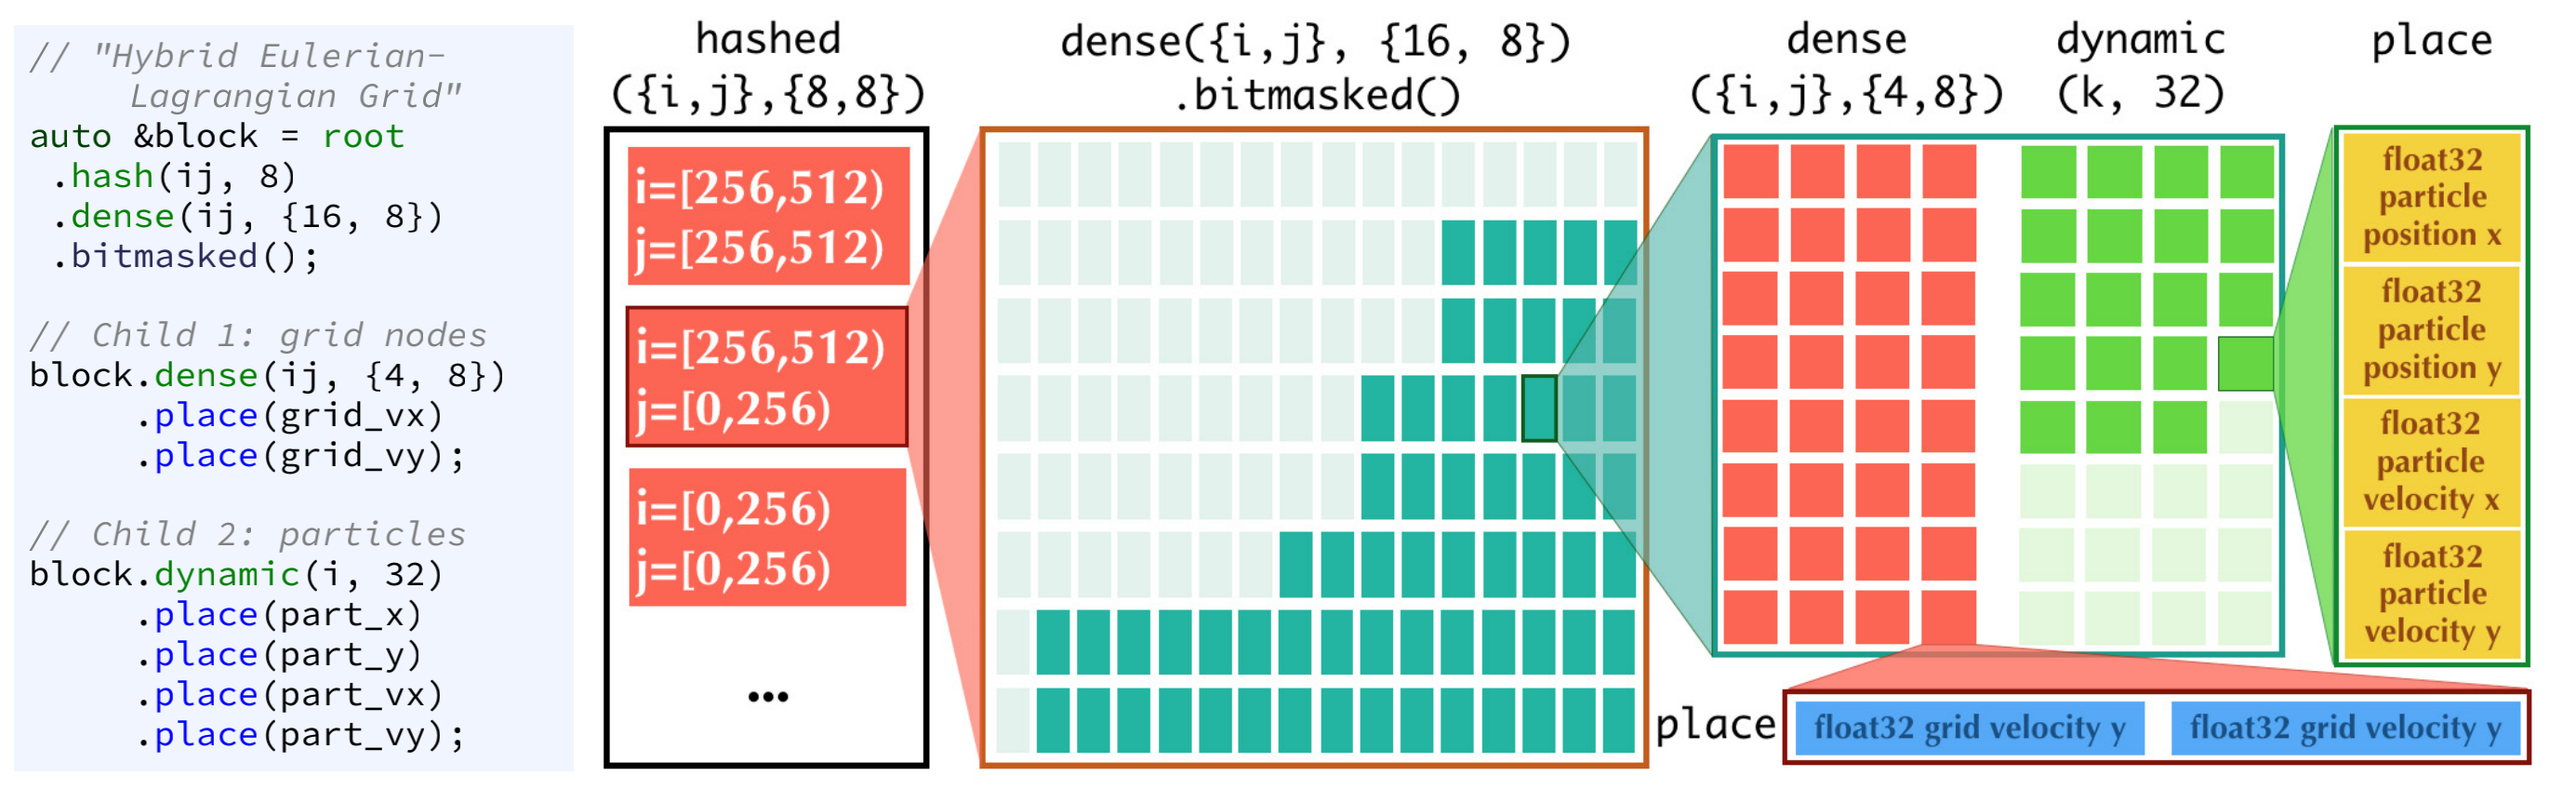 // "Hybrid Eulerian-
Lagrangian Grid"
auto &block = root
.hash(ij, 8)
.dense(ij, {16, 8})
.bitmasked();
// Child 1: grid nodes
block.dense(ij, {4, 8})
.place(grid_vx)
.place(grid_vy);
// Child 2: particles
block.dynamic(i, 32)
.place(part_x)
.place(part_y)
.place(part_vx)
.place(part_vy);
hashed
({i,j},{8,8})
i=[256,512)
j=[256,512)
i=[256,512)
j=[0,256)
i=[0,256)
j=[0,256)
...
dense({i,j}, {16, 8})
.bitmasked()
dense
({i,j},{4,8})
dynamic
(k, 32)
place
float32
particle
position x
float32
particle
position y
float32
particle
velocity x
float32
particle
velocity y
place
float32 grid velocity y
float32 grid velocity y